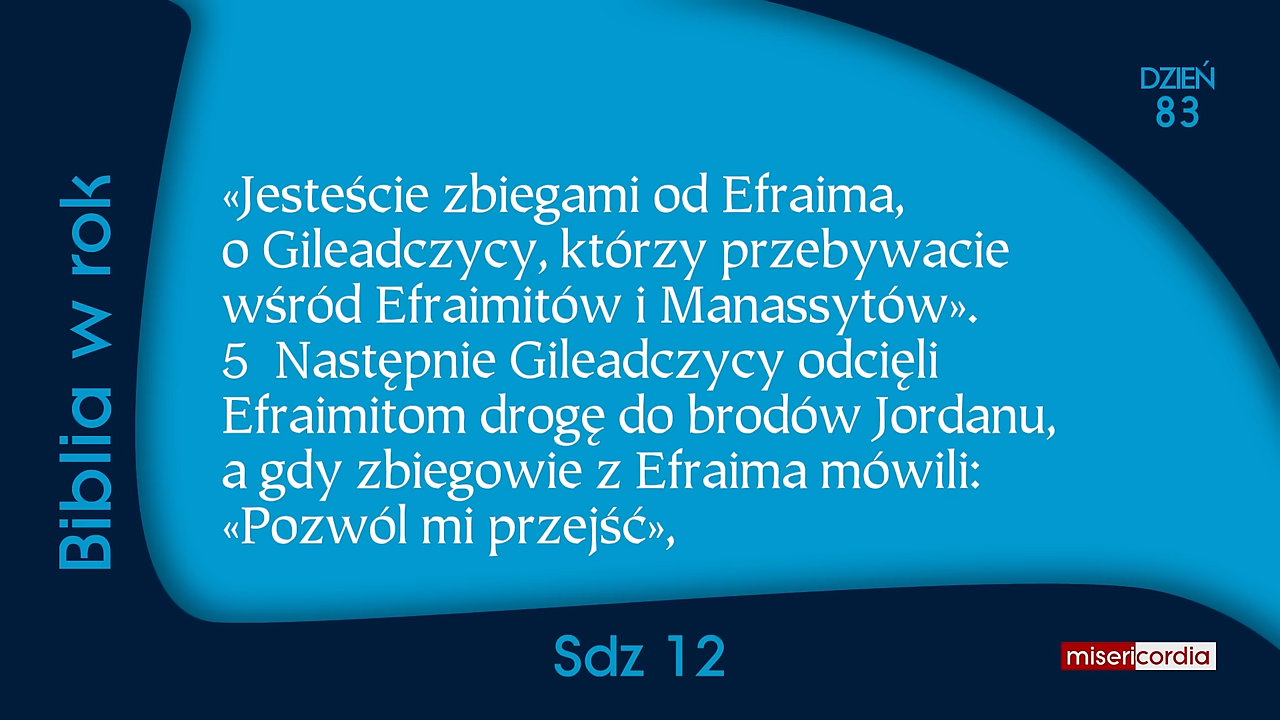 DZIEŃ
83
Biblia w rok
«Jesteście zbiegami od Efraima,
o Gileadczycy, którzy przebywacie
wśród Efraimitów i Manassytów».
5  Następnie Gileadczycy odcięli
Efraimitom drogę do brodów Jordanu,
a gdy zbiegowie z Efraima mówili:
«Pozwól mi przejść»,
Sdz 12
misericordia